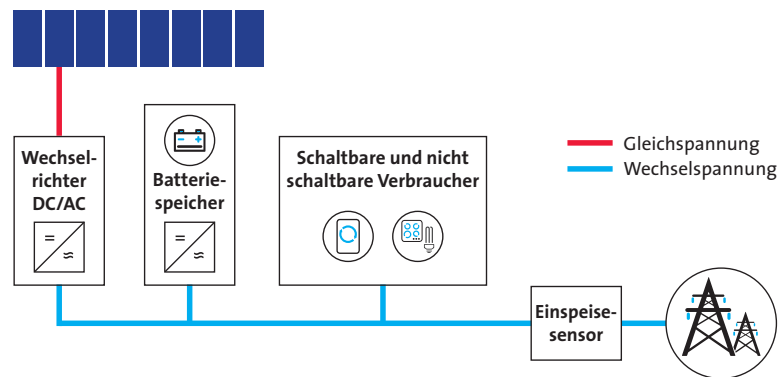 Wechsel-
richter
DC/AC
=
≈
Batterie-
speicher
=
≈
Schaltbare und nicht
schaltbare Verbraucher
Gleichspannung
Wechselspannung
Einspeise-
sensor